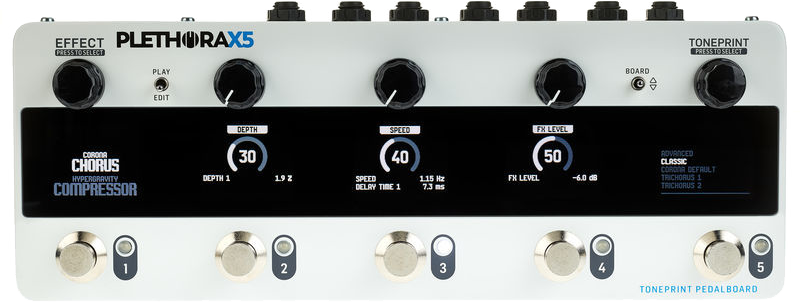 EFFECT
PRESS TO SELECT
PLETHORA X5
TONEPRINT
PRESS TO SELECT
PLAY
EDIT
BOARD
DEPTH
30
DEPTH 1 1.9 %
SPEED
40
SPEED 1.15 Hz
DELAY TIME 1 7.3 ms
FX LEVEL
50
FX LEVEL -6.0 dB
CORONA
CHORUS
HYPERGRAVITY
COMPRESSOR
ADVANCED
CLASSIC
CORONA DEFAULT
TRICHORUS 1
TRICHORUS 2
1
2
3
4
5
TONEPRINT PEDALBOARD